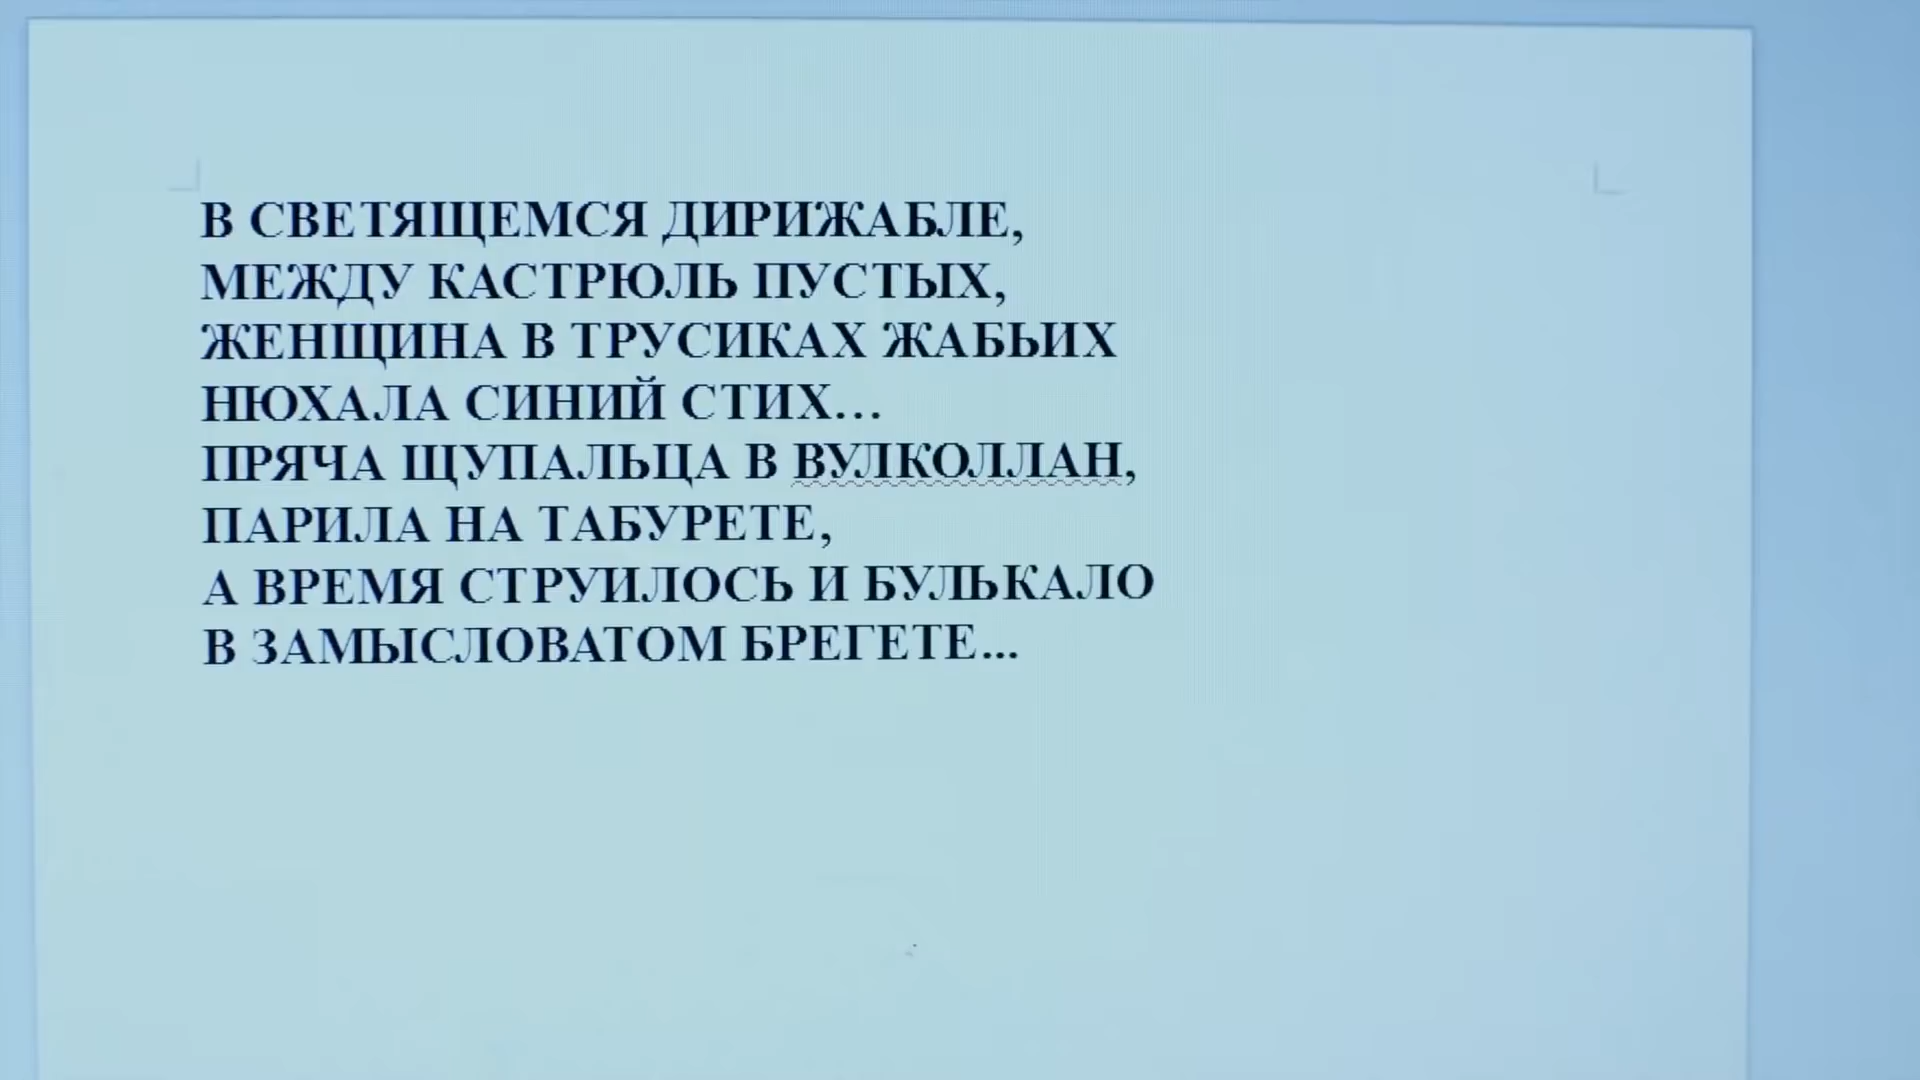 В СВЕТЯЩЕМСЯ ДИРИЖАБЛЕ,
МЕЖДУ КАСТРЮЛЬ ПУСТЫХ,
ЖЕНЩИНА В ТРУСИКАХ ЖАБЬИХ
НЮХАЛА СИНИЙ СТИХ…
ПРЯЧА ЩУПАЛЬЦА В ВУЛКОЛЛАН,
ПАРИЛА НА ТАБУРЕТЕ,
А ВРЕМЯ СТРУИЛОСЬ И БУЛЬКАЛО
В ЗАМЫСЛОВАТОМ БРЕГЕТЕ...